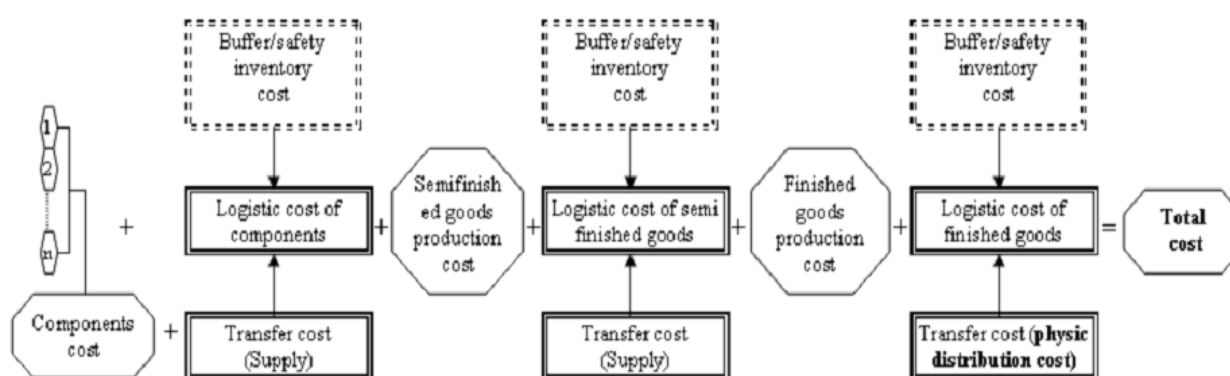 Buffer/safety
inventory
cost
Buffer/safety
inventory
cost
Buffer/safety
inventory
cost
1
2
n
+
Logistic cost of
components
+
Semifinish
ed goods
production
cost
+
Logistic cost of semi
finished goods
+
Finished
goods
production
cost
+
Logistic cost of
finished goods
=
Total
cost
Components
cost
+
Transfer cost
(Supply)
Transfer cost
(Supply)
Transfer cost (physic
distribution cost)